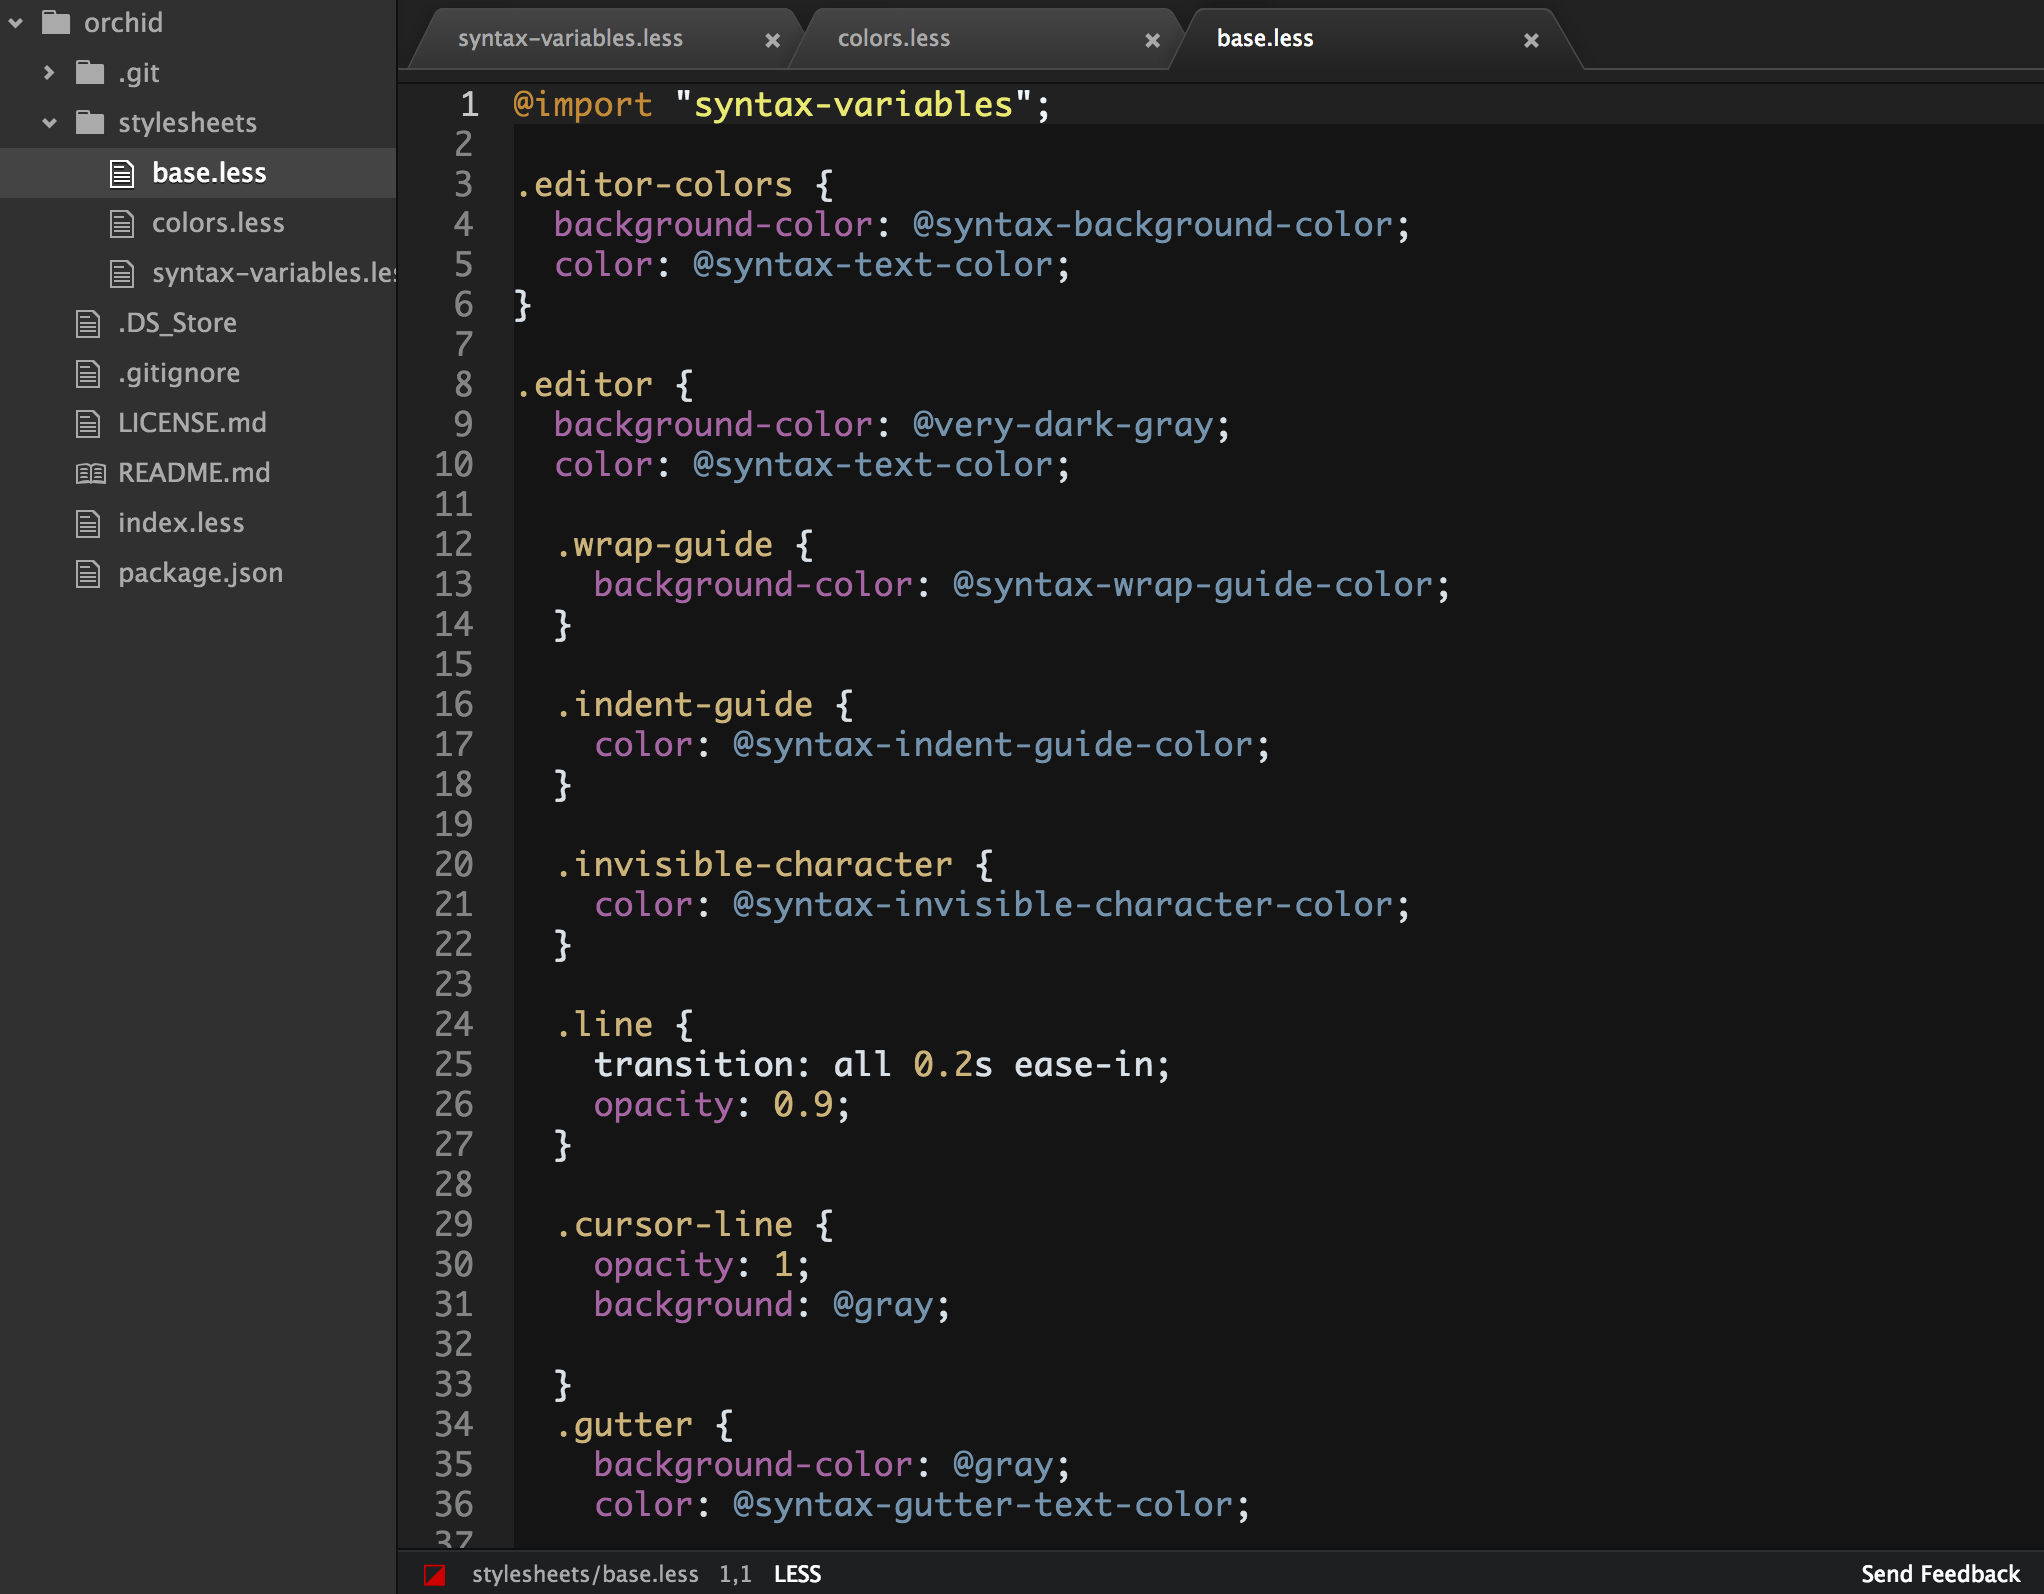 orchid
.git
stylesheets
base.less
colors.less
syntax-variables.les
.DS_Store
.gitignore
LICENSE.md
README.md
index.less
package.json
syntax-variables.less
colors.less
base.less
1 @import "syntax-variables";
2
3 .editor-colors {
4   background-color: @syntax-background-color;
5   color: @syntax-text-color;
6 }
7
8 .editor {
9   background-color: @very-dark-gray;
10   color: @syntax-text-color;
11
12   .wrap-guide {
13     background-color: @syntax-wrap-guide-color;
14   }
15
16   .indent-guide {
17     color: @syntax-indent-guide-color;
18   }
19
20   .invisible-character {
21     color: @syntax-invisible-character-color;
22   }
23
24   .line {
25     transition: all 0.2s ease-in;
26     opacity: 0.9;
27   }
28
29   .cursor-line {
30     opacity: 1;
31     background: @gray;
32
33   }
34   .gutter {
35     background-color: @gray;
36     color: @syntax-gutter-text-color;
37
stylesheets/base.less 1,1 LESS Send Feedback